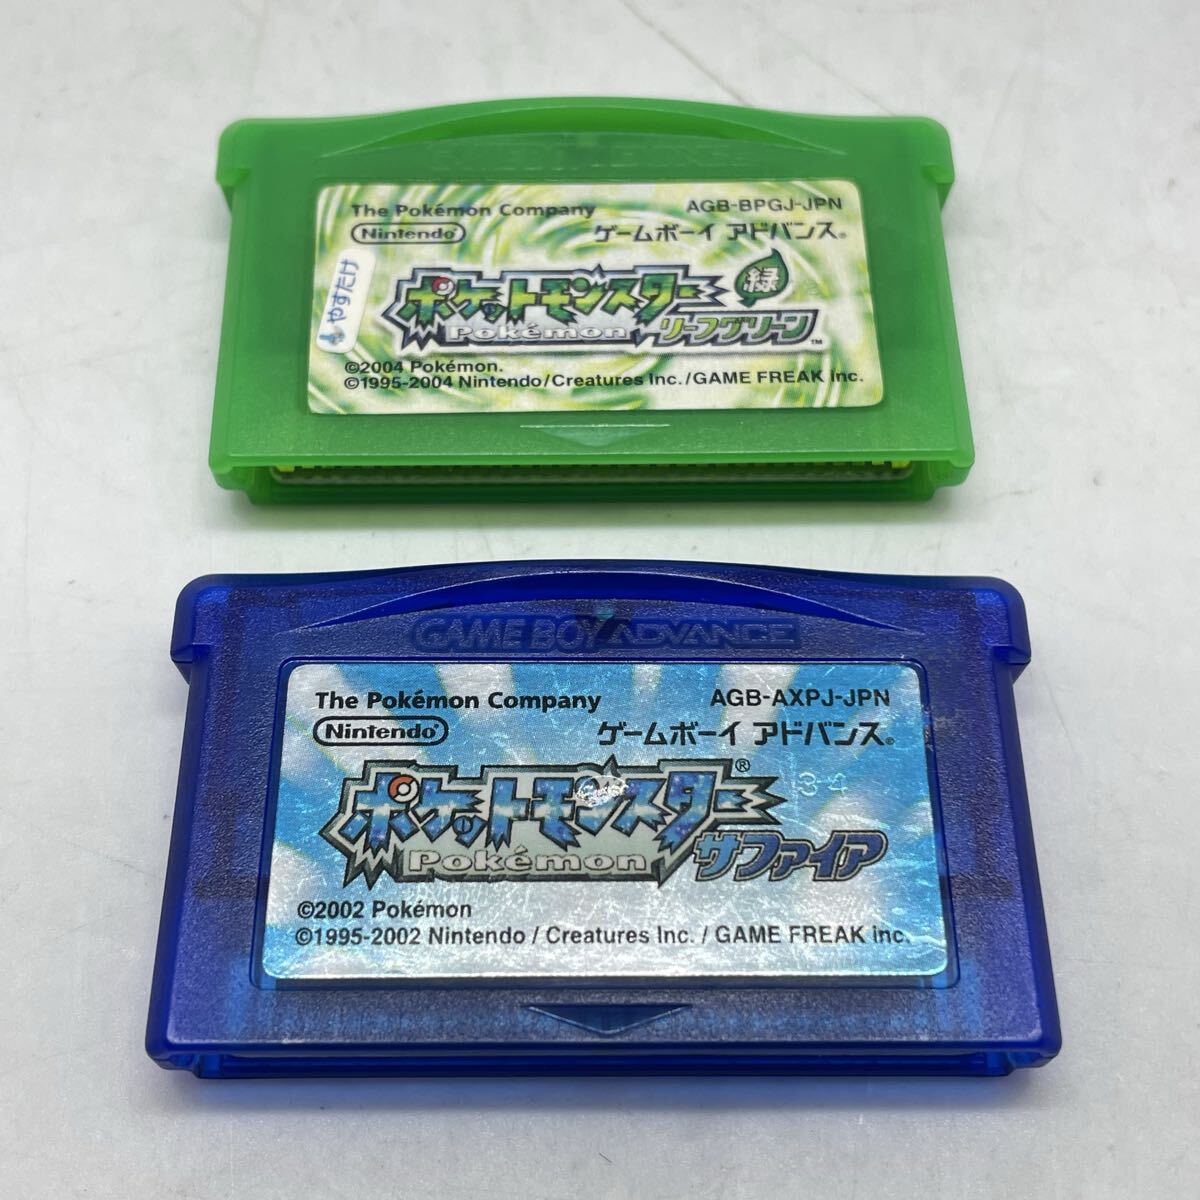 The Pokémon Company AGB-BPGJ-JPN
Nintendo ゲームボーイ アドバンス®
やすたけ
ポケットモンスター 緑
Pokémon リーフグリーン™
©2004 Pokémon.
©1995-2004 Nintendo/Creatures Inc./GAME FREAK inc.
GAME BOY ADVANCE
The Pokémon Company AGB-AXPJ-JPN
Nintendo ゲームボーイ アドバンス®
ポケットモンスター®
34
Pokémon サファイア
©2002 Pokémon
©1995-2002 Nintendo / Creatures Inc. / GAME FREAK inc.